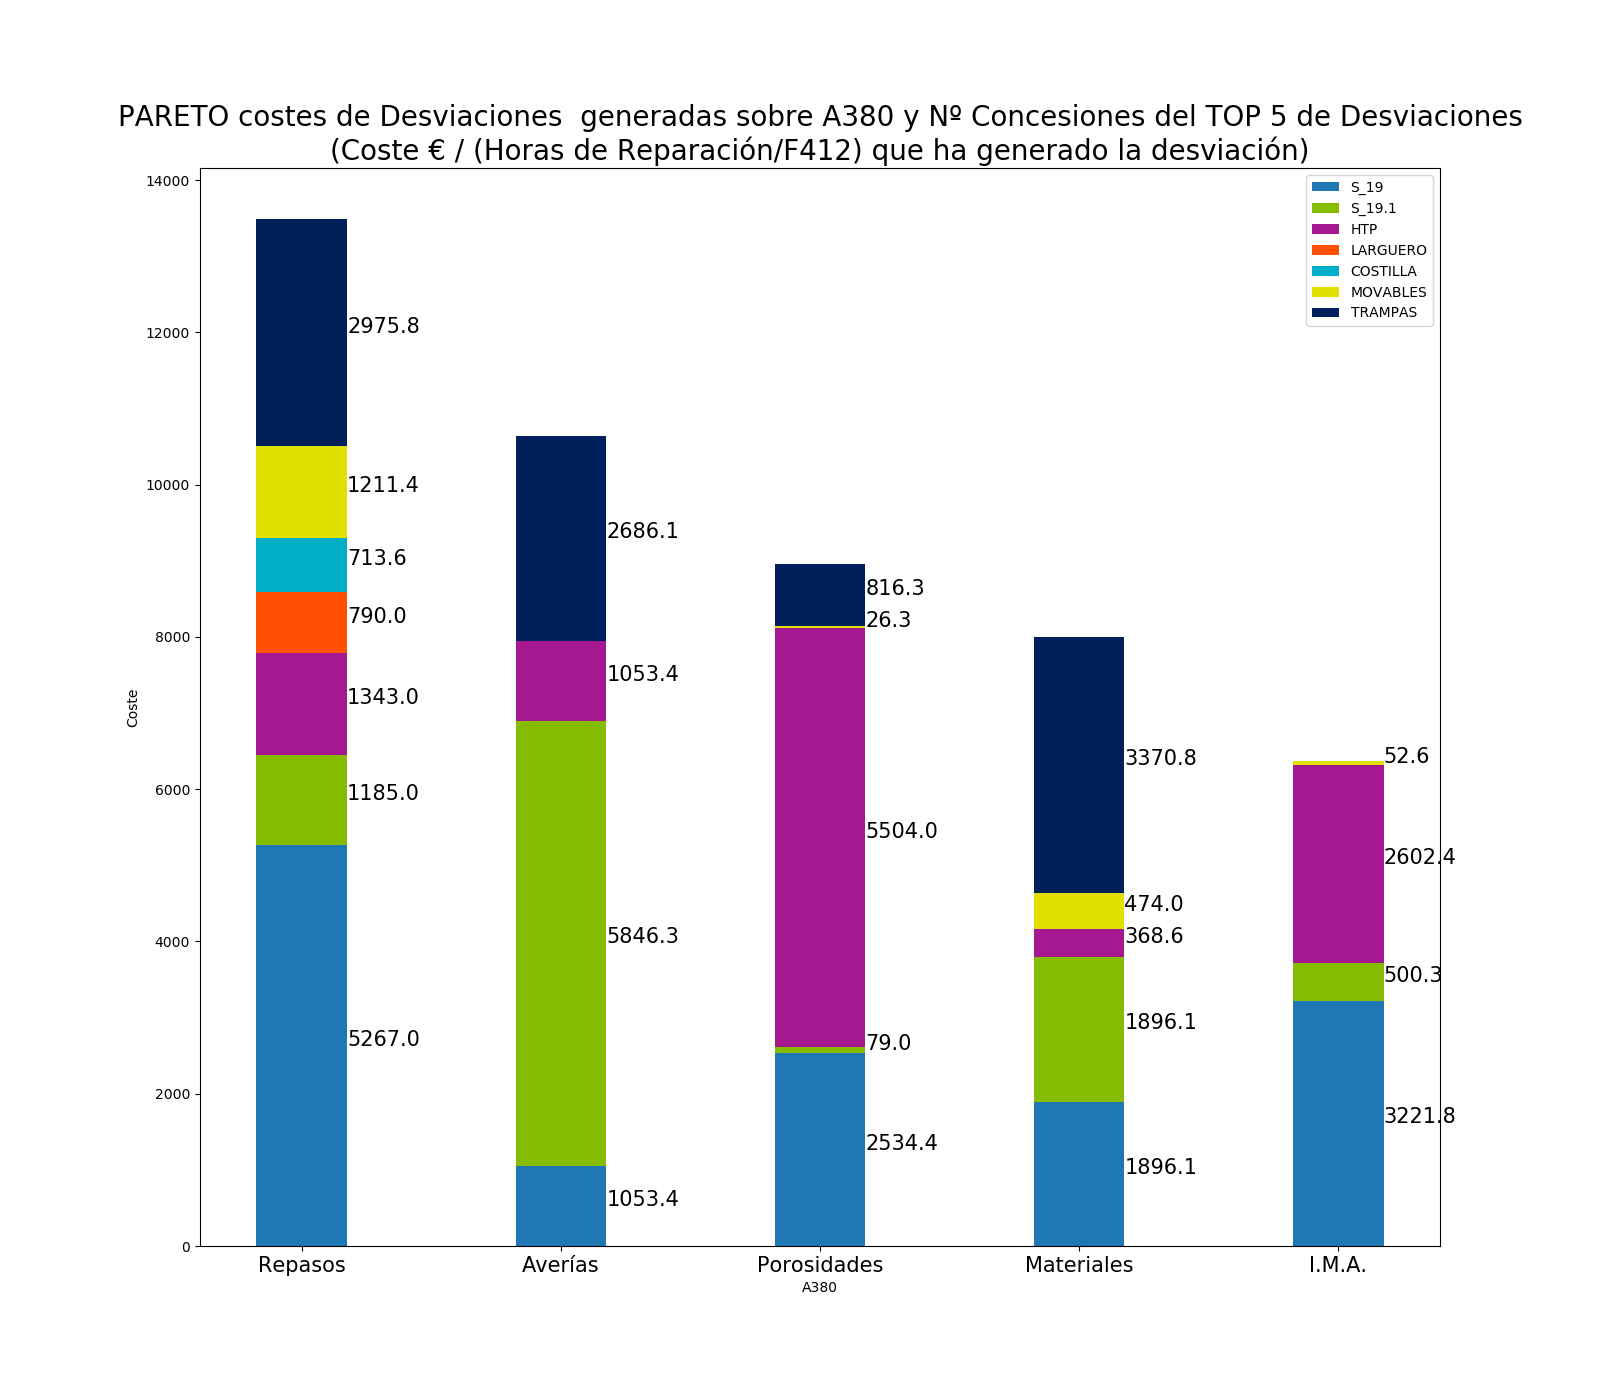 PARETO costes de Desviaciones  generadas sobre A380 y Nº Concesiones del TOP 5 de Desviaciones
(Coste € / (Horas de Reparación/F412) que ha generado la desviación)
S_19
S_19.1
HTP
LARGUERO
COSTILLA
MOVABLES
TRAMPAS
14000
12000
10000
8000
6000
4000
2000
0
Coste
2975.8
1211.4
713.6
790.0
1343.0
1185.0
5267.0
2686.1
1053.4
5846.3
1053.4
816.3
26.3
5504.0
79.0
2534.4
3370.8
474.0
368.6
1896.1
1896.1
52.6
2602.4
500.3
3221.8
Repasos
Averías
Porosidades
Materiales
I.M.A.
A380